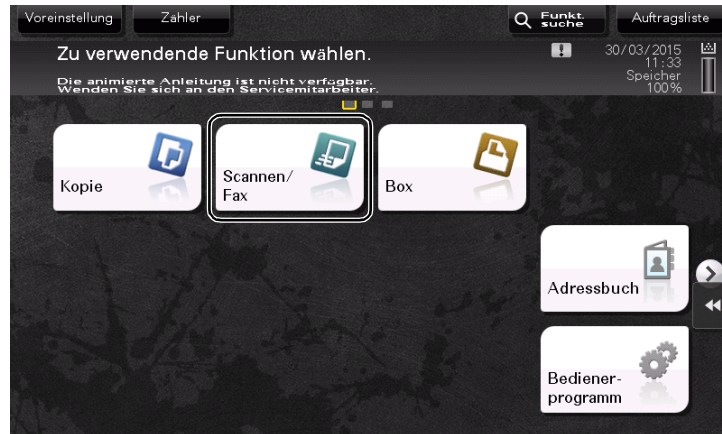 Voreinstellung
Zähler
Funkt.
suche
Auftragsliste
Zu verwendende Funktion wählen.
Die animierte Anleitung ist nicht verfügbar.
Wenden Sie sich an den Servicemitarbeiter.
30/03/2015
11:33
Speicher
100%
Kopie
Scannen/
Fax
Box
Adressbuch
Bediener-
programm